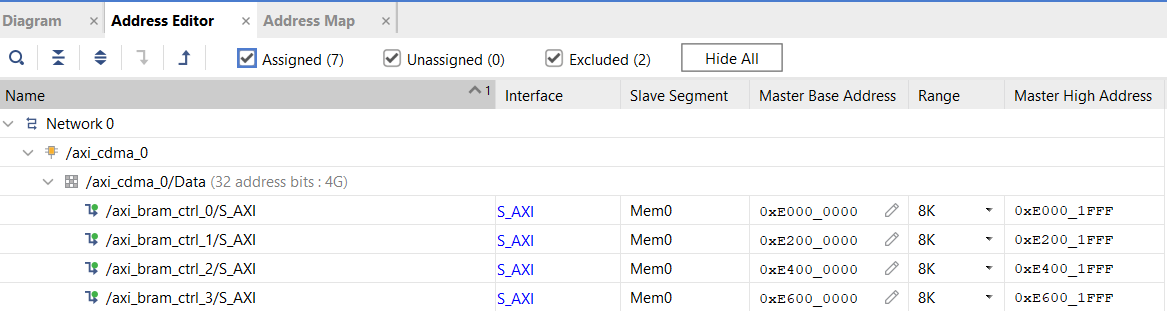 Diagram × Address Editor × Address Map ×
Assigned (7) Unassigned (0) Excluded (2) Hide All
Name 1 Interface Slave Segment Master Base Address Range Master High Address
Network 0
/axi_cdma_0
/axi_cdma_0/Data (32 address bits : 4G)
/axi_bram_ctrl_0/S_AXI S_AXI Mem0 0xE000_0000 8K 0xE000_1FFF
/axi_bram_ctrl_1/S_AXI S_AXI Mem0 0xE200_0000 8K 0xE200_1FFF
/axi_bram_ctrl_2/S_AXI S_AXI Mem0 0xE400_0000 8K 0xE400_1FFF
/axi_bram_ctrl_3/S_AXI S_AXI Mem0 0xE600_0000 8K 0xE600_1FFF